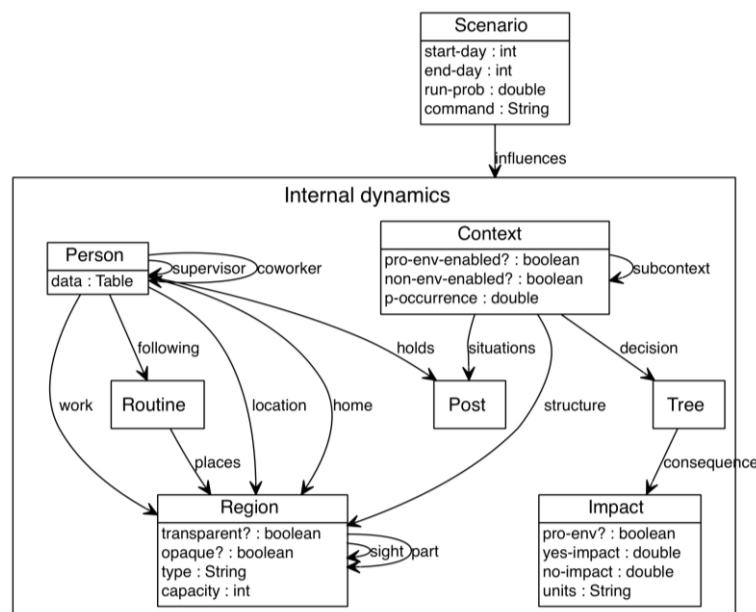 Scenario
start-day : int
end-day : int
run-prob : double
command : String
influences
Internal dynamics
Context
pro-env-enabled? : boolean
non-env-enabled? : boolean
p-occurrence : double
subcontext
Person
data : Table
supervisor
coworker
following
holds
situations
decision
Routine
Post
Tree
work
location
home
structure
places
consequence
Region
transparent? : boolean
opaque? : boolean
type : String
capacity : int
sight
part
Impact
pro-env? : boolean
yes-impact : double
no-impact : double
units : String